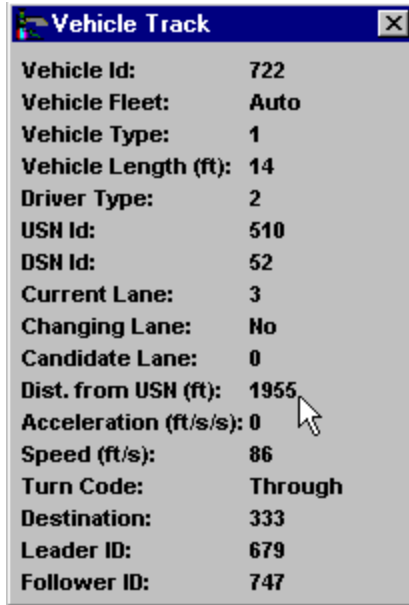 Vehicle Track
Vehicle Id: 722
Vehicle Fleet: Auto
Vehicle Type: 1
Vehicle Length (ft): 14
Driver Type: 2
USN Id: 510
DSN Id: 52
Current Lane: 3
Changing Lane: No
Candidate Lane: 0
Dist. from USN (ft): 1955
Acceleration (ft/s/s): 0
Speed (ft/s): 86
Turn Code: Through
Destination: 333
Leader ID: 679
Follower ID: 747